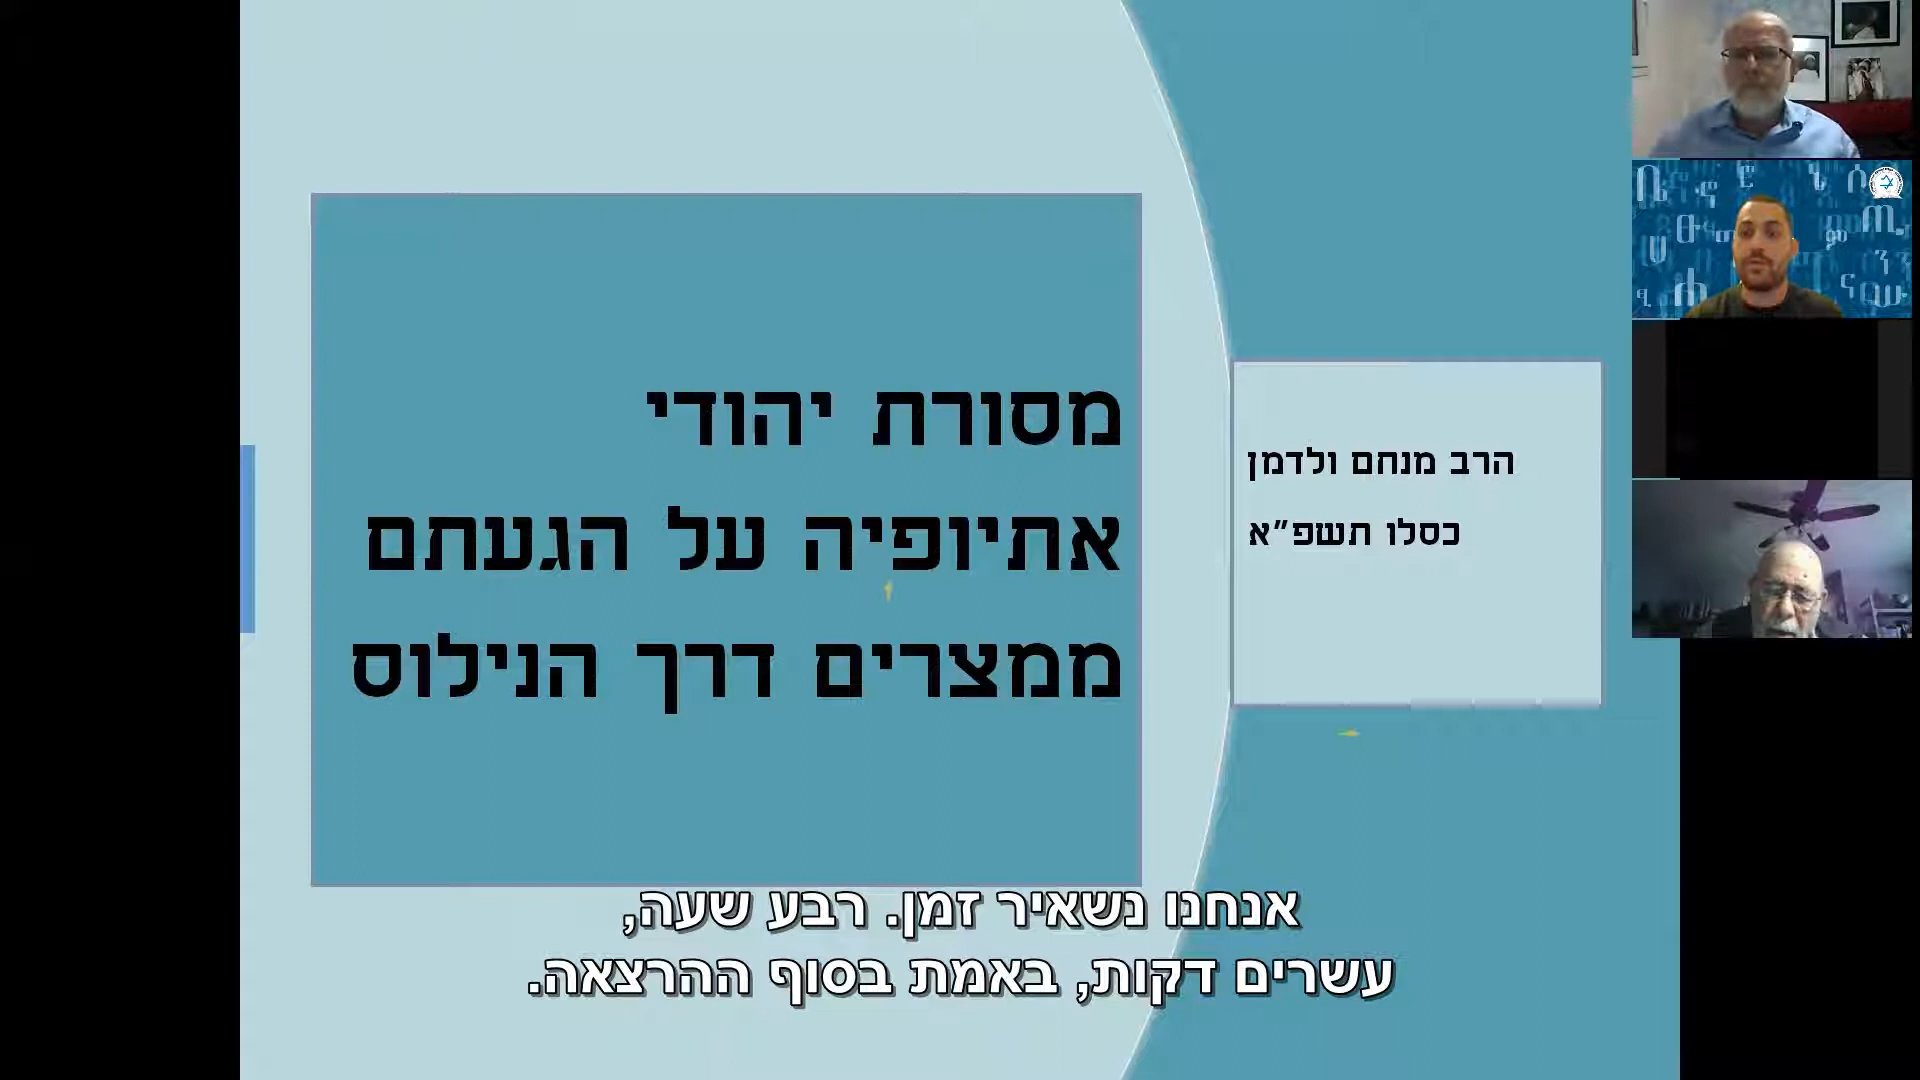 מסורת יהודי
אתיופיה על הגעתם
ממצרים דרך הנילוס
הרב מנחם ולדמן
כסלו תשפ"א
אנחנו נשאיר זמן. רבע שעה,
עשרים דקות, באמת בסוף ההרצאה.